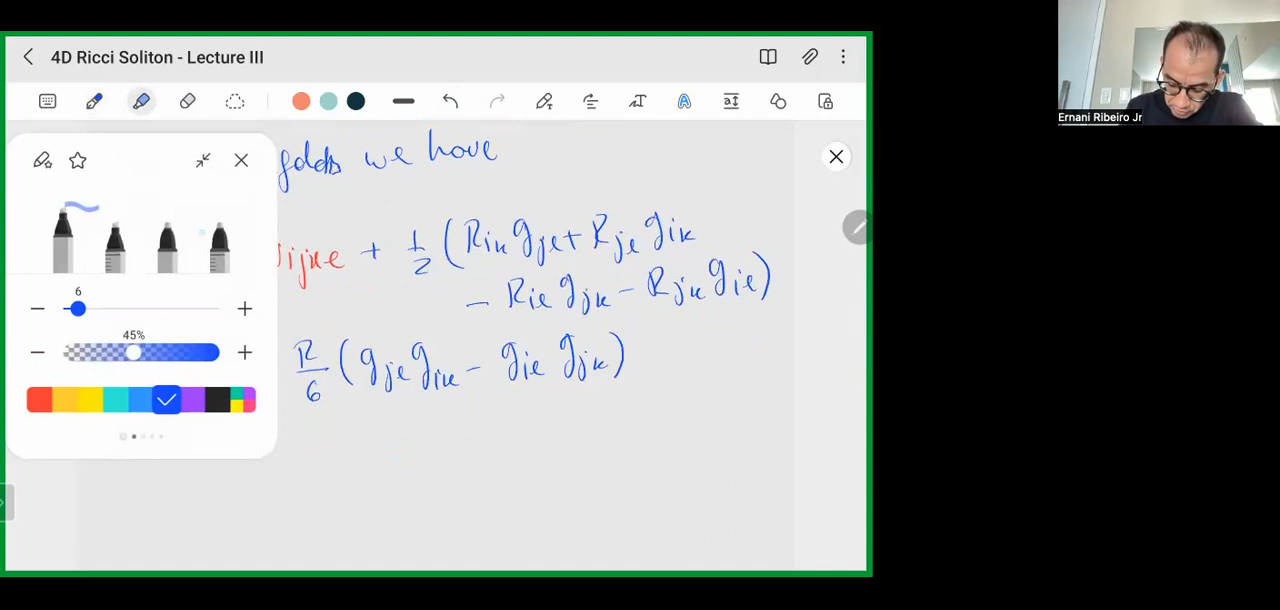 4D Ricci Soliton - Lecture III
folds we have
ijkl + 1/2 ( Rik gjl + Rjl gik
- Ril gjk - Rjk gil )
R/6 ( gjl gik - gil gjk )
6
45%
Ernani Ribeiro Jr